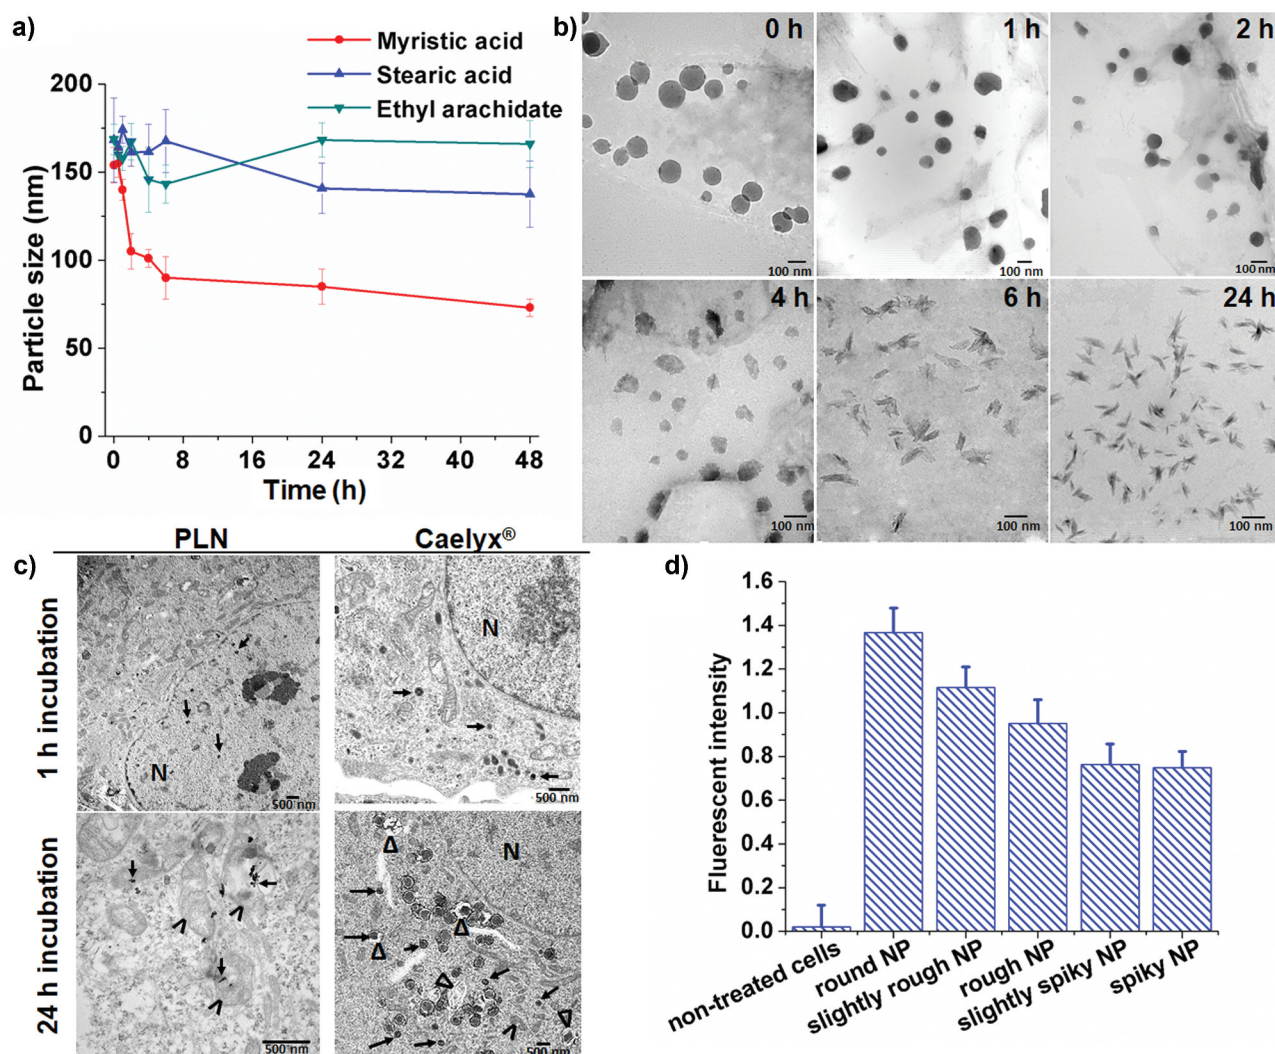 a)
Myristic acid
Stearic acid
Ethyl arachidate
200
150
100
50
0
Particle size (nm)
0 8 16 24 32 40 48
Time (h)
b)
0 h
100 nm
1 h
100 nm
2 h
100 nm
4 h
100 nm
6 h
100 nm
24 h
100 nm
c)
PLN
Caelyx®
1 h incubation
N
500 nm
N
500 nm
24 h incubation
500 nm
N
Δ
Δ
Δ
500 nm
d)
1.6
1.4
1.2
1.0
0.8
0.6
0.4
0.2
0.0
Fluerescent intensity
non-treated cells
round NP
slightly rough NP
rough NP
slightly spiky NP
spiky NP